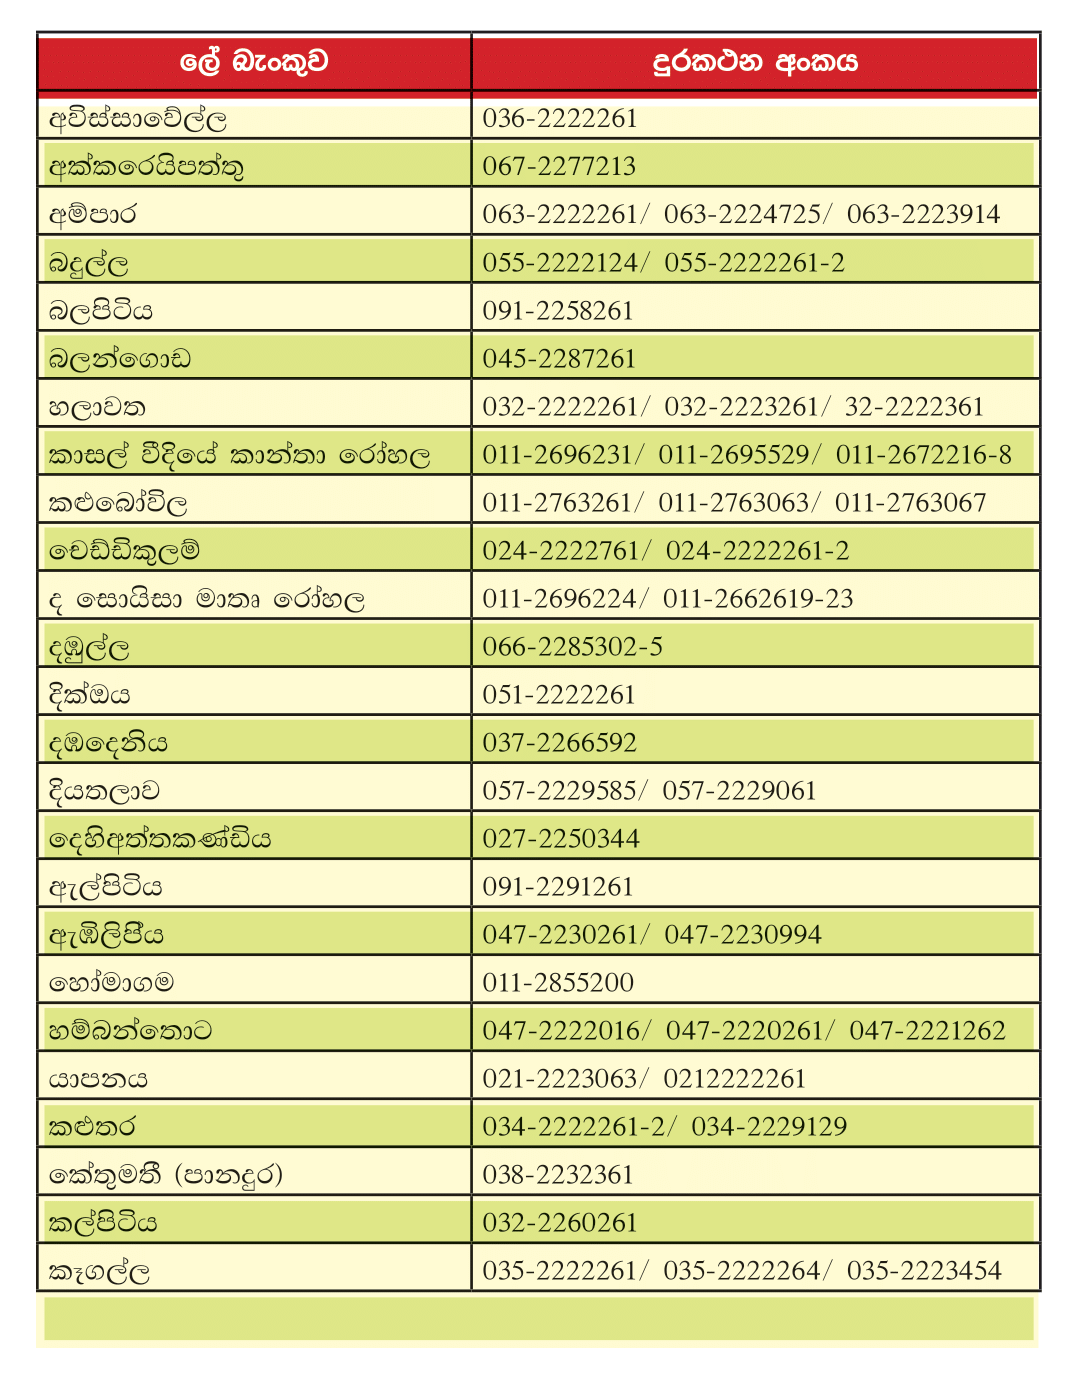 ලේ බැංකුව දුරකථන අංකය
අවිස්සාවේල්ල 036-2222261
අක්කරෙයිපත්තු 067-2277213
අම්පාර 063-2222261/ 063-2224725/ 063-2223914
බදුල්ල 055-2222124/ 055-2222261-2
බලපිටිය 091-2258261
බලන්ගොඩ 045-2287261
හලාවත 032-2222261/ 032-2223261/ 32-2222361
කාසල් වීදියේ කාන්තා රෝහල 011-2696231/ 011-2695529/ 011-2672216-8
කළුබෝවිල 011-2763261/ 011-2763063/ 011-2763067
චෙඩ්ඩිකුලම් 024-2222761/ 024-2222261-2
ද සොයිසා මාතෘ රෝහල 011-2696224/ 011-2662619-23
දඹුල්ල 066-2285302-5
දික්ඔය 051-2222261
දඹදෙනිය 037-2266592
දියතලාව 057-2229585/ 057-2229061
දෙහිඅත්තකණ්ඩිය 027-2250344
ඇල්පිටිය 091-2291261
ඇඹිලිපීිය 047-2230261/ 047-2230994
හෝමාගම 011-2855200
හම්බන්තොට 047-2222016/ 047-2220261/ 047-2221262
යාපනය 021-2223063/ 0212222261
කළුතර 034-2222261-2/ 034-2229129
කේතුමතී (පානදුර) 038-2232361
කල්පිටිය 032-2260261
කෑගල්ල 035-2222261/ 035-2222264/ 035-2223454